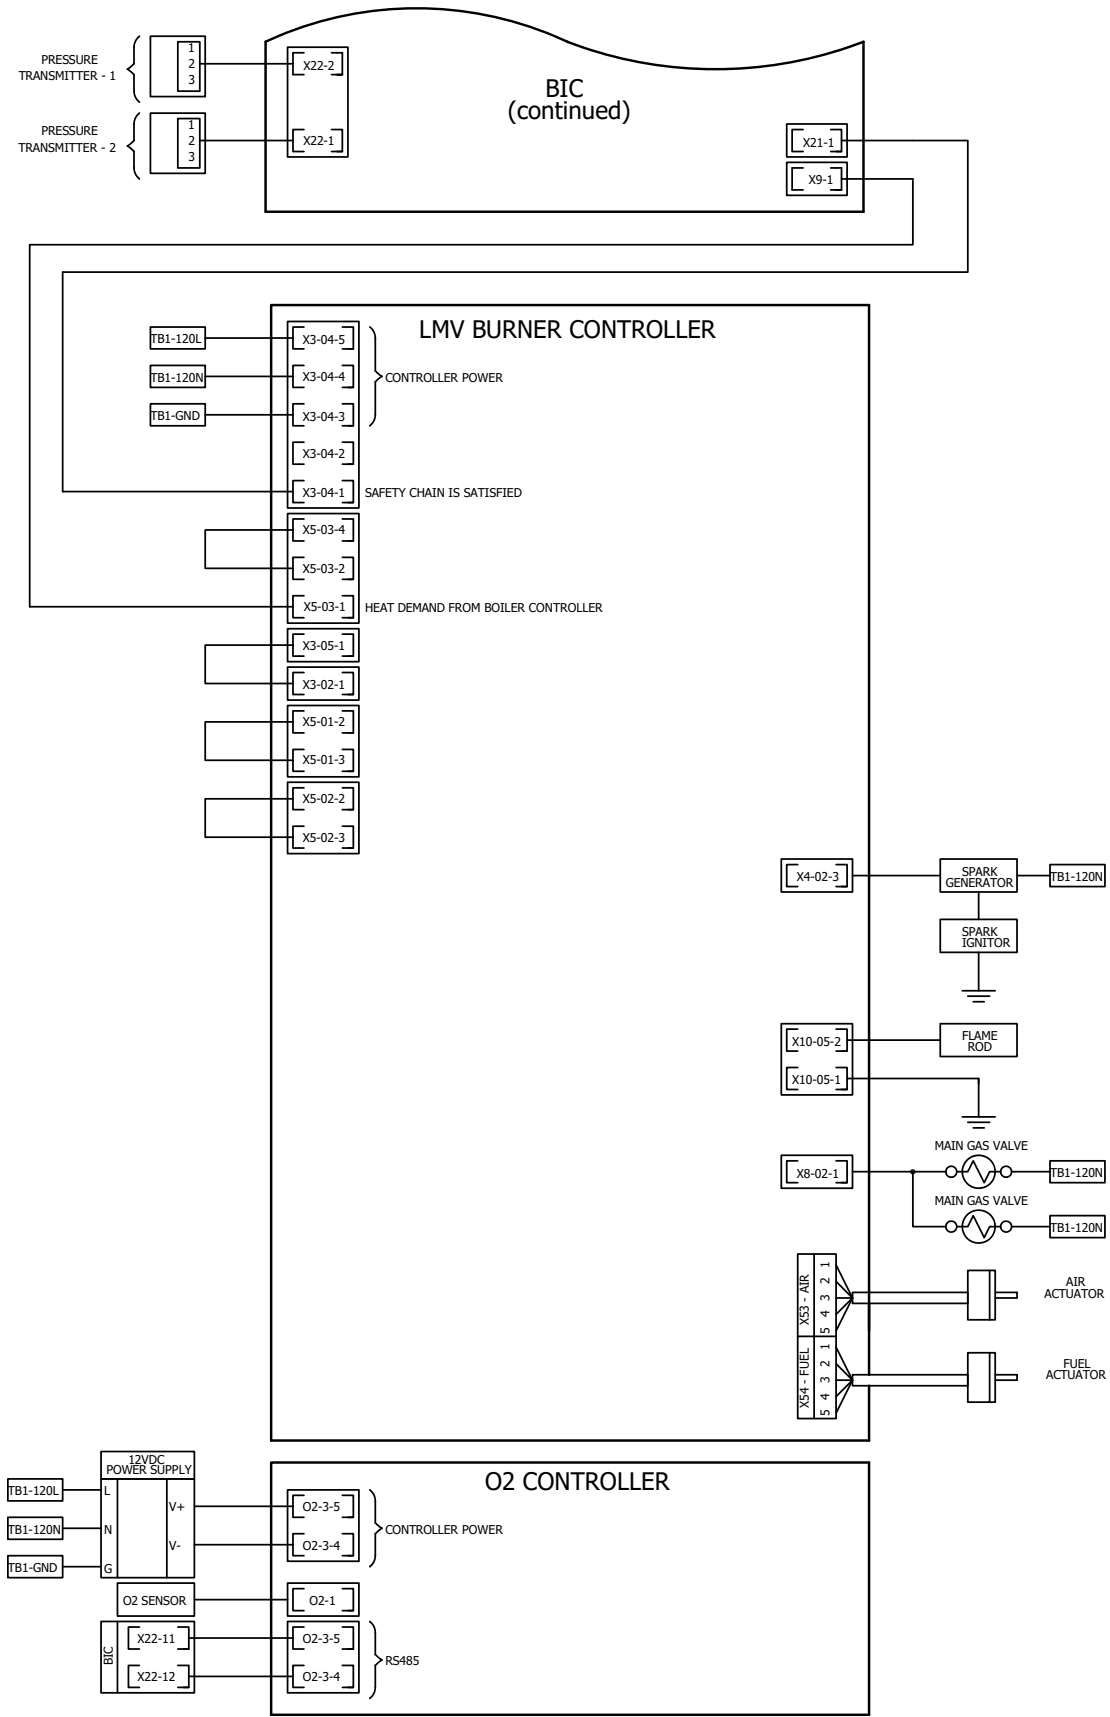 PRESSURE
TRANSMITTER - 1
1
2
3
X22-2
BIC
(continued)
PRESSURE
TRANSMITTER - 2
1
2
3
X22-1
X21-1
X9-1
LMV BURNER CONTROLLER
TB1-120L
X3-04-5
TB1-120N
X3-04-4
CONTROLLER POWER
TB1-GND
X3-04-3
X3-04-2
X3-04-1
SAFETY CHAIN IS SATISFIED
X5-03-4
X5-03-2
X5-03-1
HEAT DEMAND FROM BOILER CONTROLLER
X3-05-1
X3-02-1
X5-01-2
X5-01-3
X5-02-2
X5-02-3
X4-02-3
SPARK
GENERATOR
TB1-120N
SPARK
IGNITOR
X10-05-2
FLAME
ROD
X10-05-1
MAIN GAS VALVE
X8-02-1
TB1-120N
MAIN GAS VALVE
TB1-120N
X53 - AIR
1
2
3
4
5
AIR
ACTUATOR
X54 - FUEL
1
2
3
4
5
FUEL
ACTUATOR
12VDC
POWER SUPPLY
O2 CONTROLLER
TB1-120L
L
V+
O2-3-5
TB1-120N
N
V-
O2-3-4
CONTROLLER POWER
TB1-GND
G
O2 SENSOR
O2-1
BIC
X22-11
O2-3-5
RS485
X22-12
O2-3-4